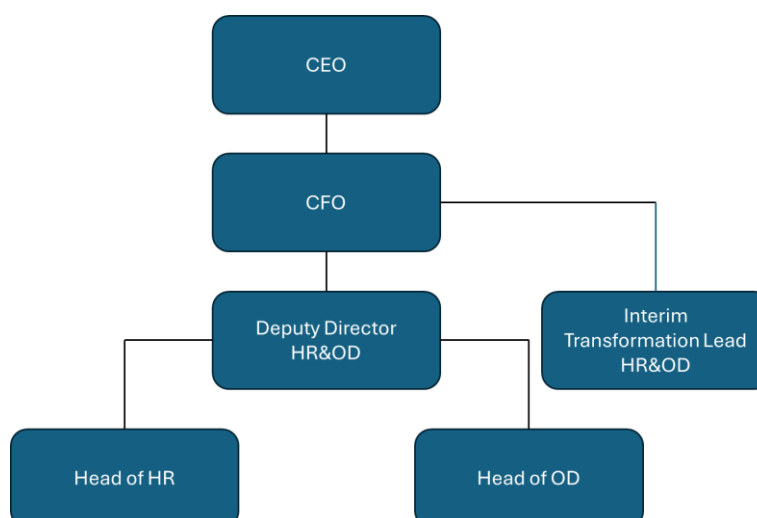 CEO
CFO
Deputy Director
HR&OD
Interim
Transformation Lead
HR&OD
Head of HR
Head of OD